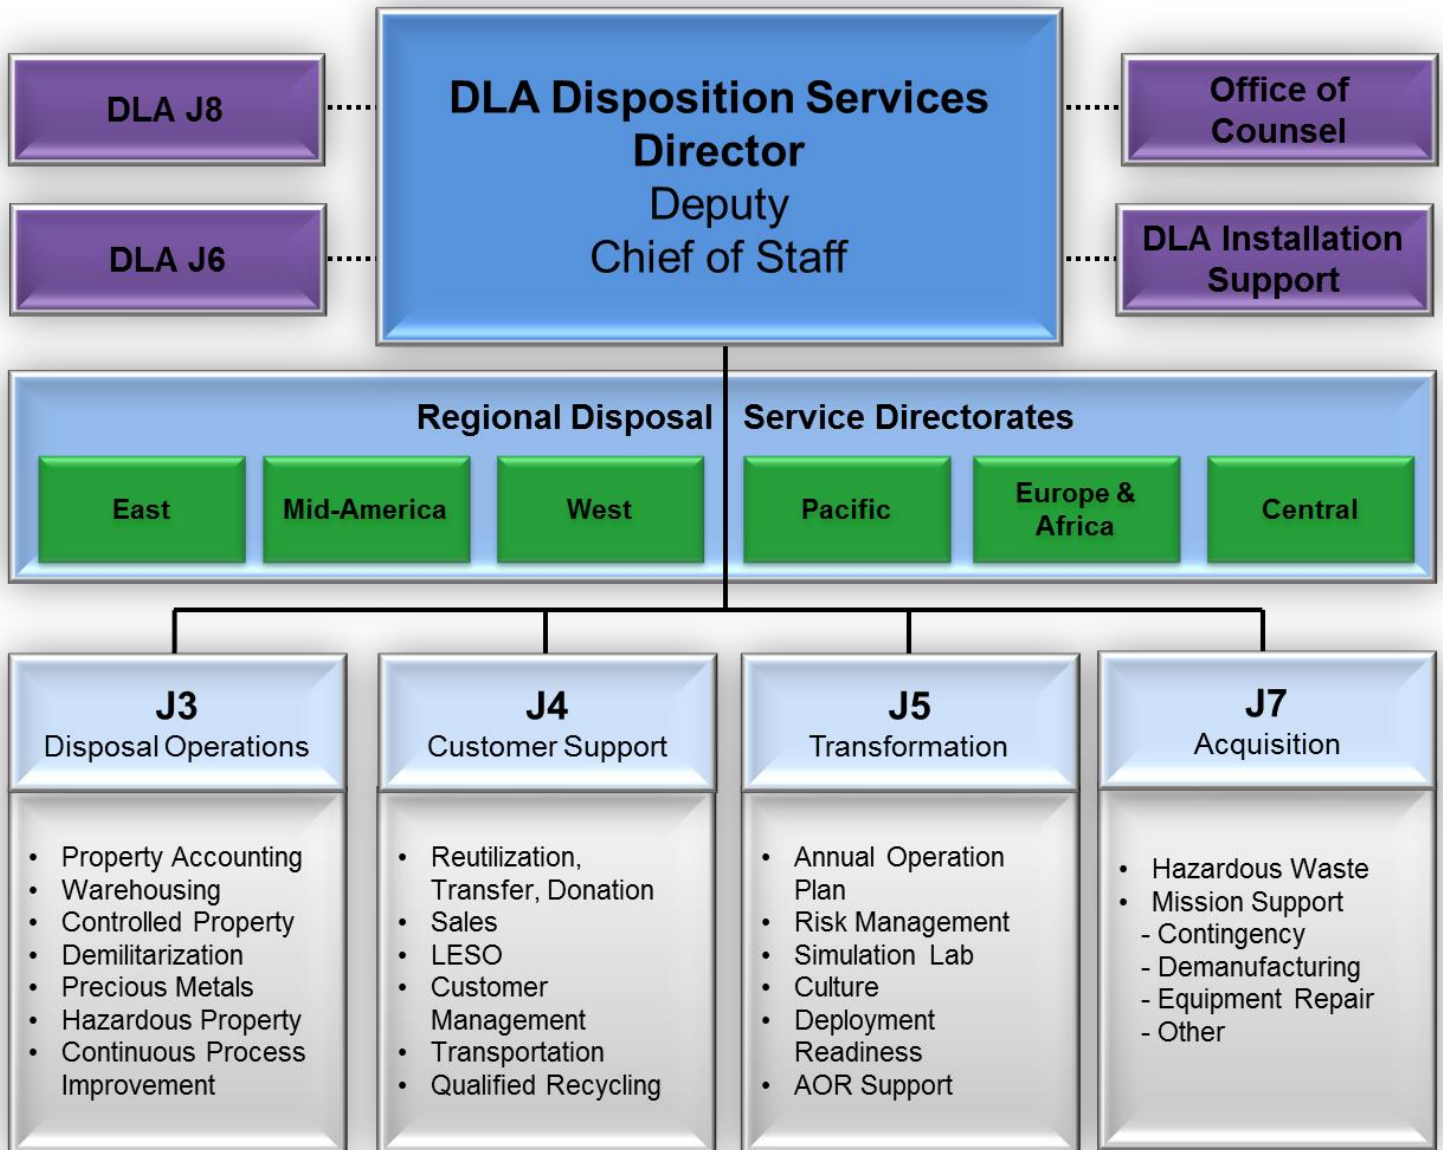 DLA J8
DLA J6
DLA Disposition Services
Director
Deputy
Chief of Staff
Office of
Counsel
DLA Installation
Support
Regional Disposal Service Directorates
East
Mid-America
West
Pacific
Europe &
Africa
Central
J3
Disposal Operations
• Property Accounting
• Warehousing
• Controlled Property
• Demilitarization
• Precious Metals
• Hazardous Property
• Continuous Process
Improvement
J4
Customer Support
• Reutilization,
Transfer, Donation
• Sales
• LESO
• Customer
Management
• Transportation
• Qualified Recycling
J5
Transformation
• Annual Operation
Plan
• Risk Management
• Simulation Lab
• Culture
• Deployment
Readiness
• AOR Support
J7
Acquisition
• Hazardous Waste
• Mission Support
- Contingency
- Demanufacturing
- Equipment Repair
- Other